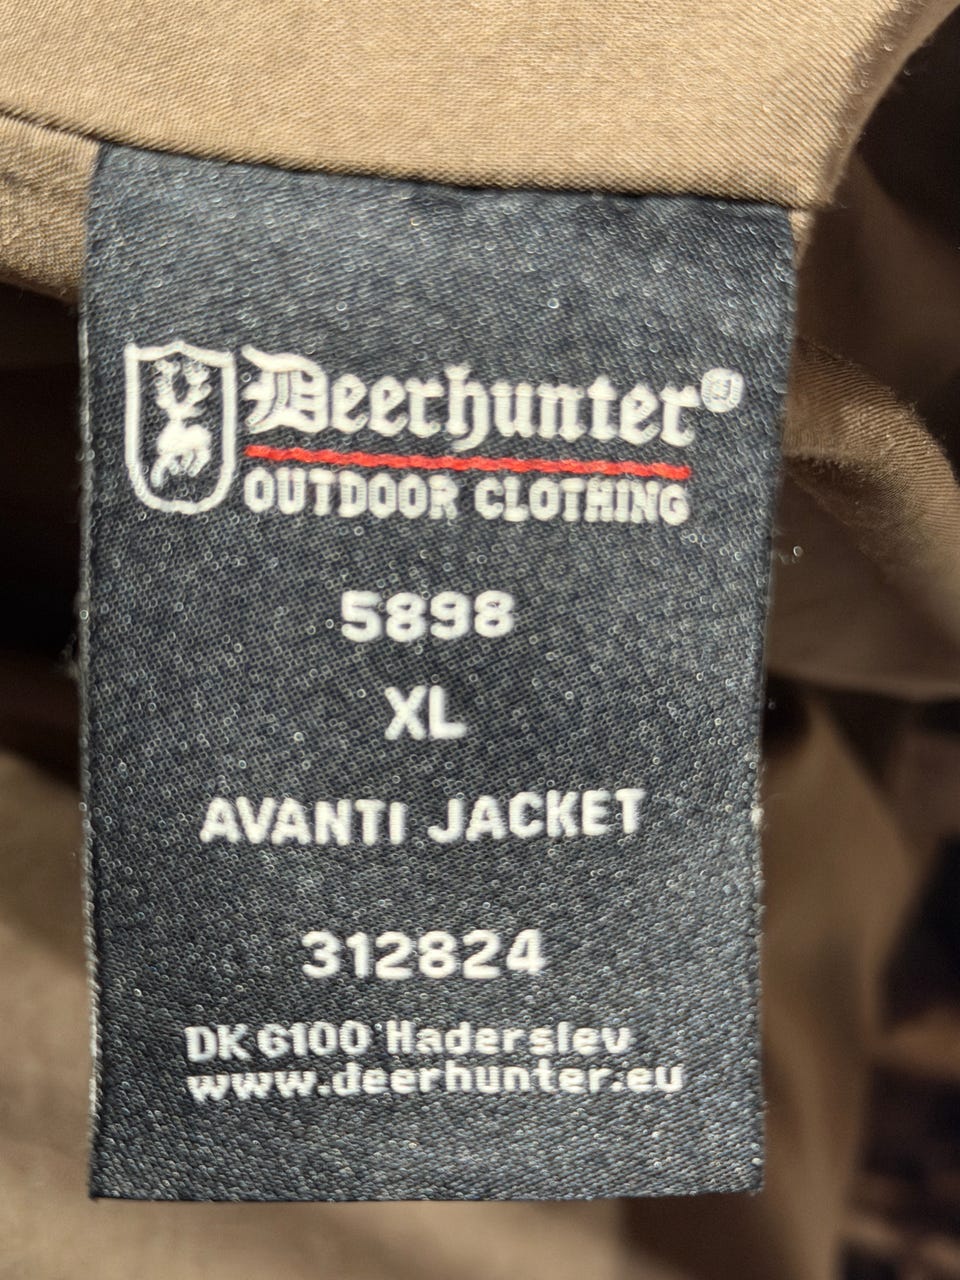 Deerhunter®
OUTDOOR CLOTHING
5898
XL
AVANTI JACKET
312824
DK 6100 Haderslev
www.deerhunter.eu